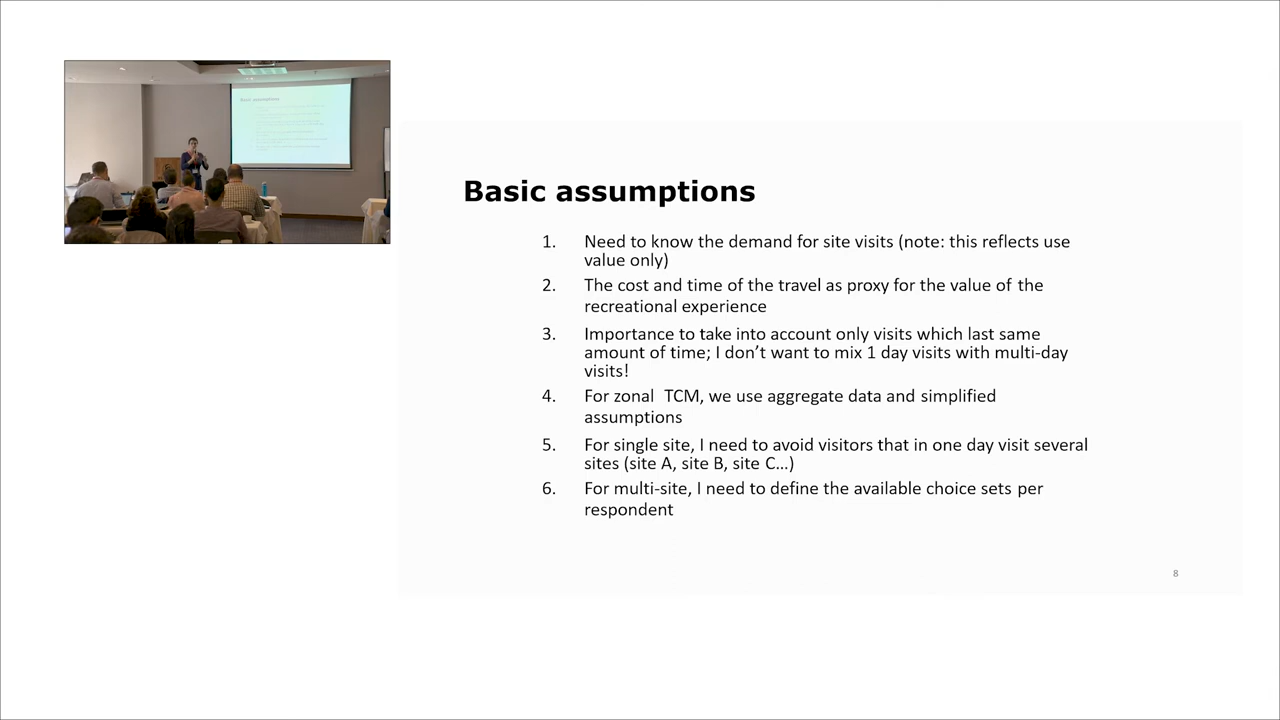 Basic assumptions
Basic assumptions
1. Need to know the demand for site visits (note: this reflects use
value only)
2. The cost and time of the travel as proxy for the value of the
recreational experience
3. Importance to take into account only visits which last same
amount of time; I don’t want to mix 1 day visits with multi-day
visits!
4. For zonal  TCM, we use aggregate data and simplified
assumptions
5. For single site, I need to avoid visitors that in one day visit several
sites (site A, site B, site C…)
6. For multi-site, I need to define the available choice sets per
respondent
8